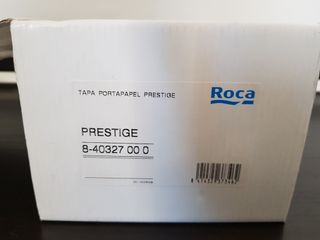 TAPA PORTAPAPEL PRESTIGE
Roca
PRESTIGE
8-40327 00 0